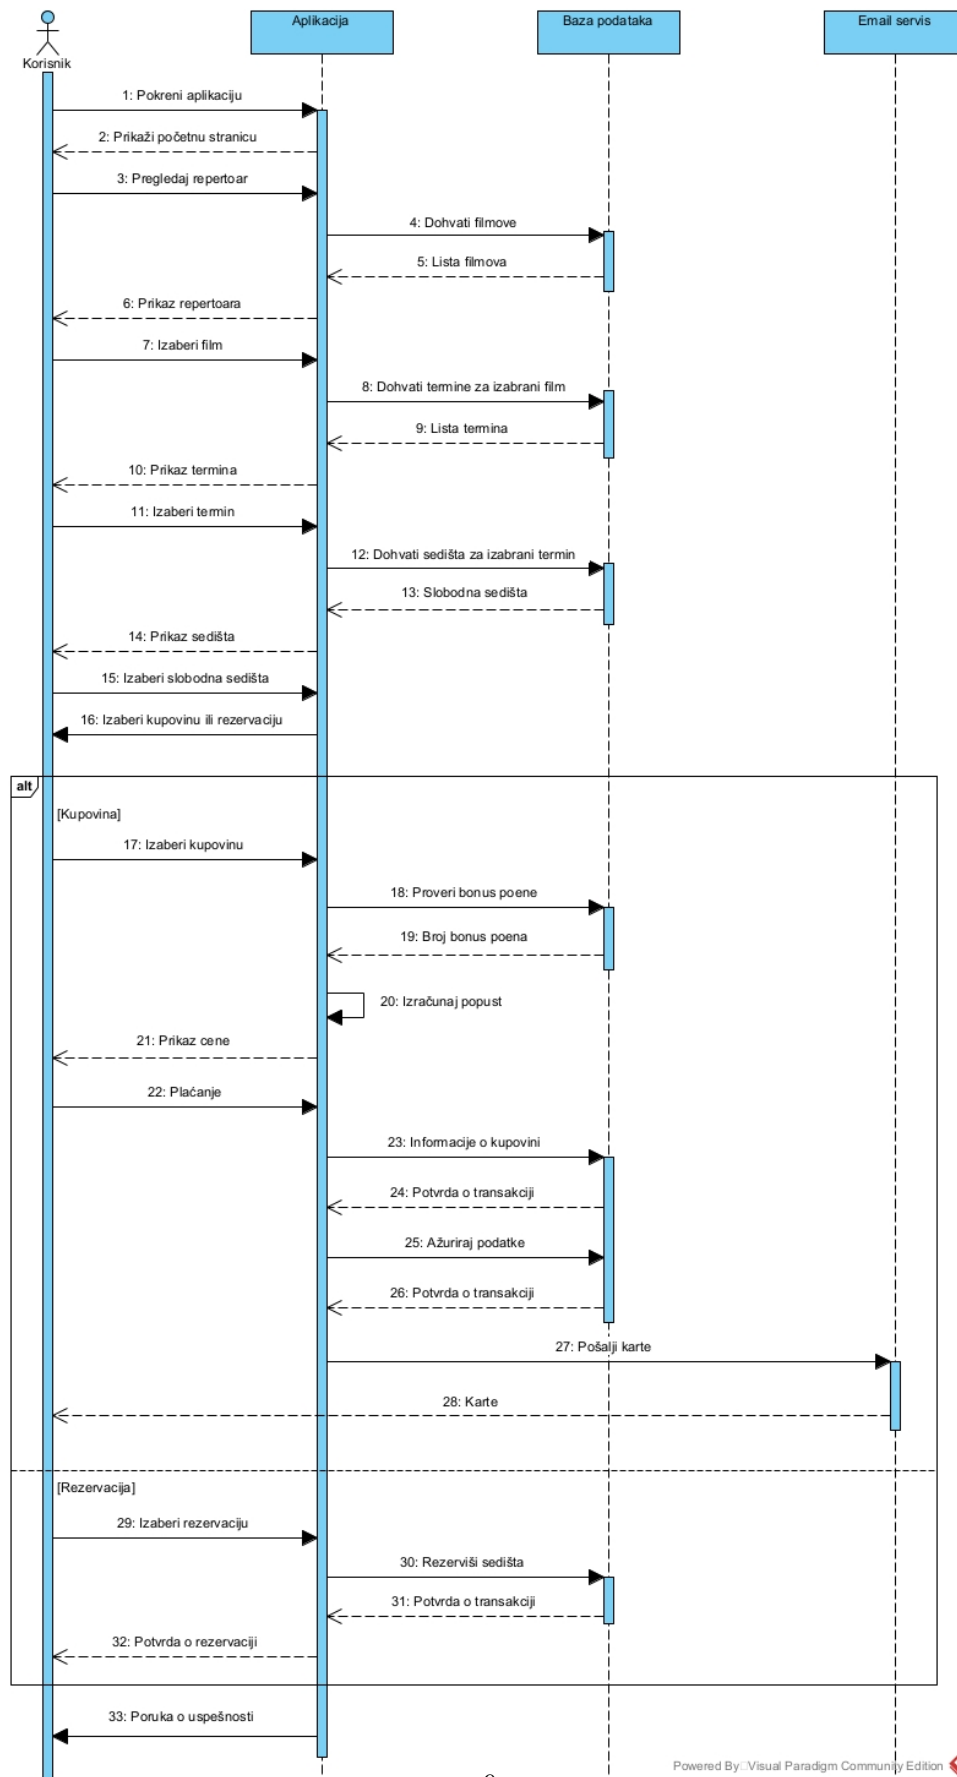 Aplikacija
Baza podataka
Email servis
Korisnik
1: Pokreni aplikaciju
2: Prikaži početnu stranicu
3: Pregledaj repertoar
4: Dohvati filmove
5: Lista filmova
6: Prikaz repertoara
7: Izaberi film
8: Dohvati termine za izabrani film
9: Lista termina
10: Prikaz termina
11: Izaberi termin
12: Dohvati sedišta za izabrani termin
13: Slobodna sedišta
14: Prikaz sedišta
15: Izaberi slobodna sedišta
16: Izaberi kupovinu ili rezervaciju
alt
[Kupovina]
17: Izaberi kupovinu
18: Proveri bonus poene
19: Broj bonus poena
20: Izračunaj popust
21: Prikaz cene
22: Plaćanje
23: Informacije o kupovini
24: Potvrda o transakciji
25: Ažuriraj podatke
26: Potvrda o transakciji
27: Pošalji karte
28: Karte
[Rezervacija]
29: Izaberi rezervaciju
30: Rezerviši sedišta
31: Potvrda o transakciji
32: Potvrda o rezervaciji
33: Poruka o uspešnosti
Powered By Visual Paradigm Community Edition